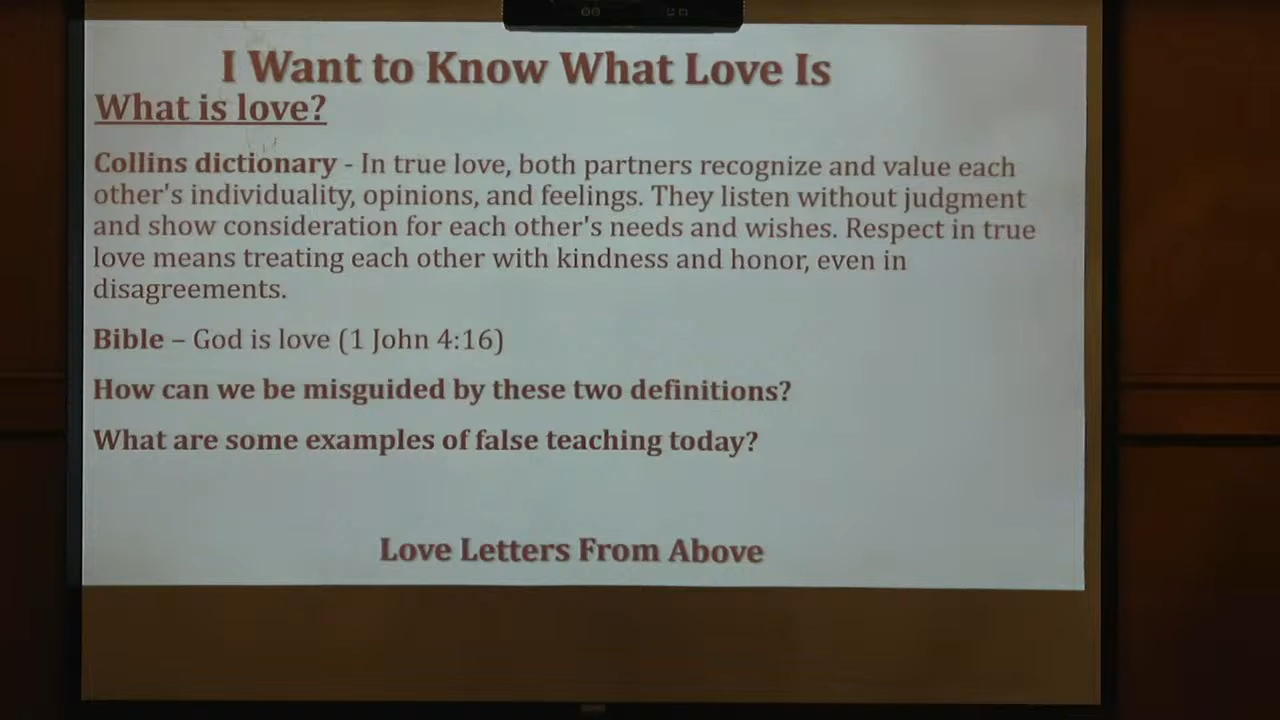 I Want to Know What Love Is
What is love?
Collins dictionary - In true love, both partners recognize and value each
other's individuality, opinions, and feelings. They listen without judgment
and show consideration for each other's needs and wishes. Respect in true
love means treating each other with kindness and honor, even in
disagreements.
Bible – God is love (1 John 4:16)
How can we be misguided by these two definitions?
What are some examples of false teaching today?
Love Letters From Above